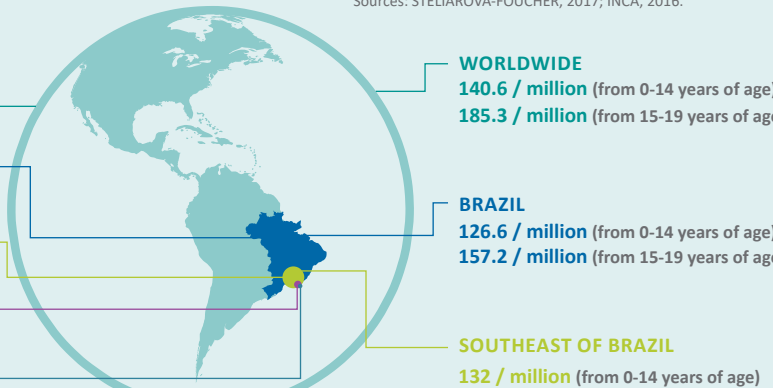 Sources: STELIAROVA-FOUCHER, 2017; INCA, 2016.
WORLDWIDE
140.6 / million (from 0-14 years of age)
185.3 / million (from 15-19 years of age
BRAZIL
126.6 / million (from 0-14 years of age)
157.2 / million (from 15-19 years of age
SOUTHEAST OF BRAZIL
132 / million (from 0-14 years of age)